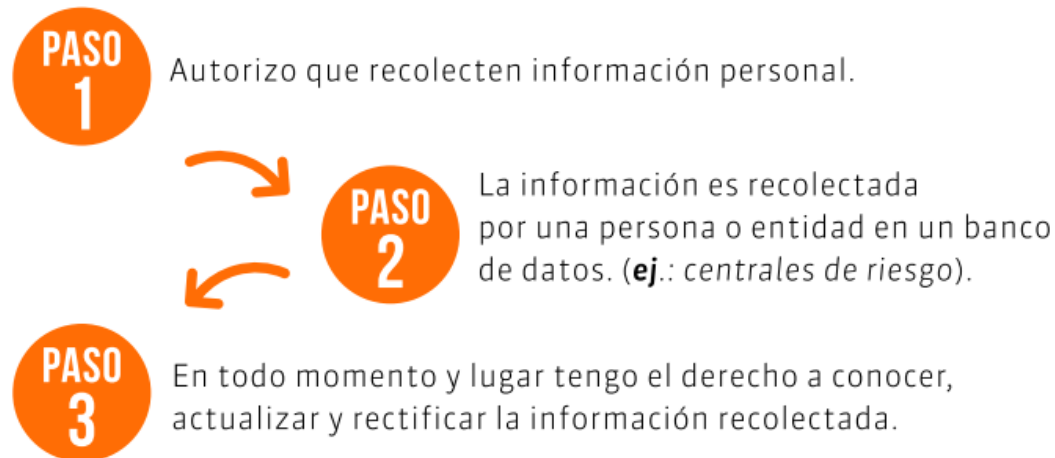 PASO
1
Autorizo que recolecten información personal.
PASO
2
La información es recolectada
por una persona o entidad en un banco
de datos. (ej.: centrales de riesgo).
PASO
3
En todo momento y lugar tengo el derecho a conocer,
actualizar y rectificar la información recolectada.